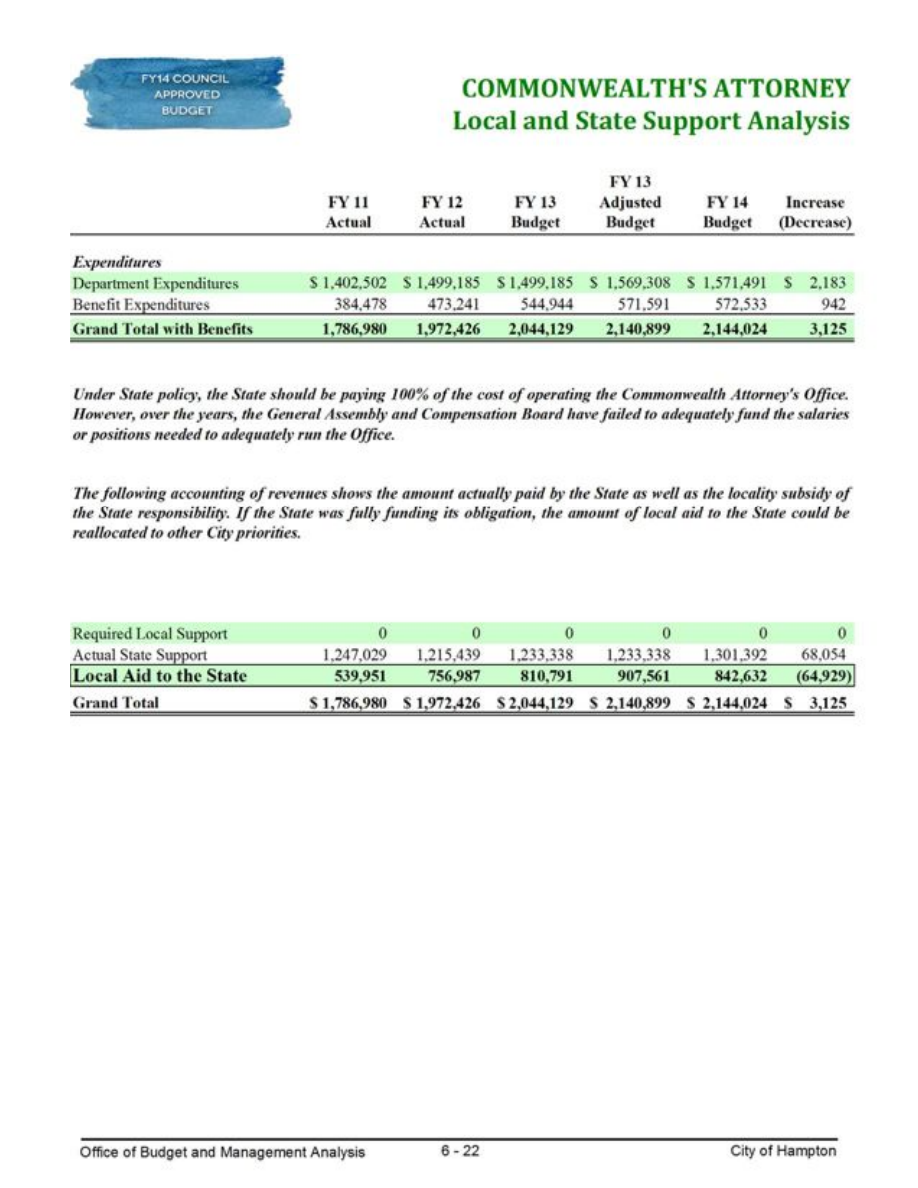 FY14 COUNCIL
APPROVED
BUDGET
COMMONWEALTH'S ATTORNEY
Local and State Support Analysis
FY 11 Actual FY 12 Actual FY 13 Budget FY 13 Adjusted Budget FY 14 Budget Increase (Decrease)
Expenditures
Department Expenditures $ 1,402,502 $ 1,499,185 $ 1,499,185 $ 1,569,308 $ 1,571,491 $ 2,183
Benefit Expenditures 384,478 473,241 544,944 571,591 572,533 942
Grand Total with Benefits 1,786,980 1,972,426 2,044,129 2,140,899 2,144,024 3,125
Under State policy, the State should be paying 100% of the cost of operating the Commonwealth Attorney's Office.
However, over the years, the General Assembly and Compensation Board have failed to adequately fund the salaries
or positions needed to adequately run the Office.
The following accounting of revenues shows the amount actually paid by the State as well as the locality subsidy of
the State responsibility. If the State was fully funding its obligation, the amount of local aid to the State could be
reallocated to other City priorities.
Required Local Support 0 0 0 0 0 0
Actual State Support 1,247,029 1,215,439 1,233,338 1,233,338 1,301,392 68,054
Local Aid to the State 539,951 756,987 810,791 907,561 842,632 (64,929)
Grand Total $ 1,786,980 $ 1,972,426 $ 2,044,129 $ 2,140,899 $ 2,144,024 $ 3,125
Office of Budget and Management Analysis 6 - 22 City of Hampton